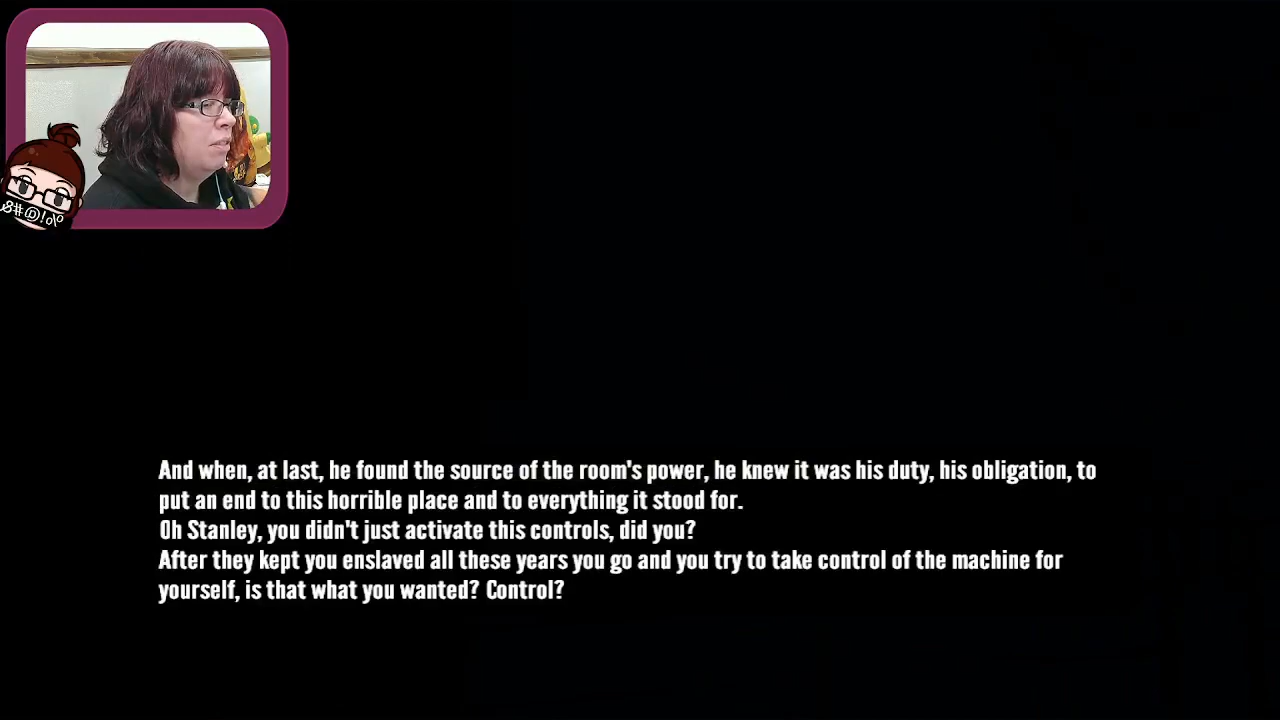 &#@!%
And when, at last, he found the source of the room's power, he knew it was his duty, his obligation, to
put an end to this horrible place and to everything it stood for.
Oh Stanley, you didn't just activate this controls, did you?
After they kept you enslaved all these years you go and you try to take control of the machine for
yourself, is that what you wanted? Control?